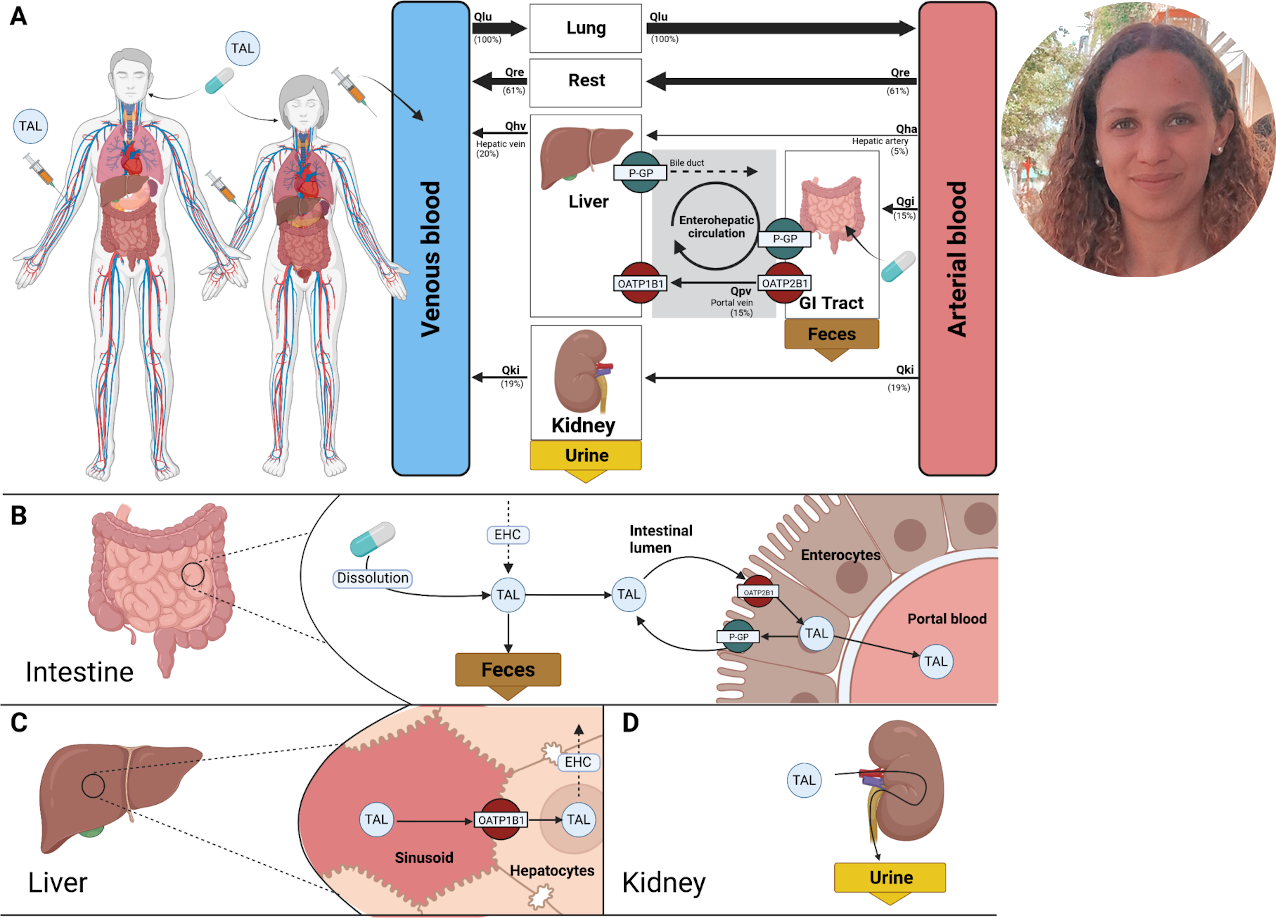 A
TAL
TAL
Venous blood
Qlu
(100%)
Lung
Qlu
(100%)
Qre
(61%)
Rest
Qre
(61%)
Qhv
Hepatic vein
(20%)
Qha
Hepatic artery
(5%)
P-GP
Bile duct
Liver
Enterohepatic
circulation
Qgi
(15%)
P-GP
OATP1B1
OATP2B1
Qpv
Portal vein
(15%)
GI Tract
Feces
Qki
(19%)
Qki
(19%)
Kidney
Urine
Arterial blood
B
Intestine
Dissolution
EHC
TAL
Feces
Intestinal
lumen
TAL
Enterocytes
OATP2B1
P-GP
TAL
Portal blood
TAL
C
Liver
TAL
Sinusoid
OATP1B1
EHC
TAL
Hepatocytes
D
TAL
Kidney
Urine